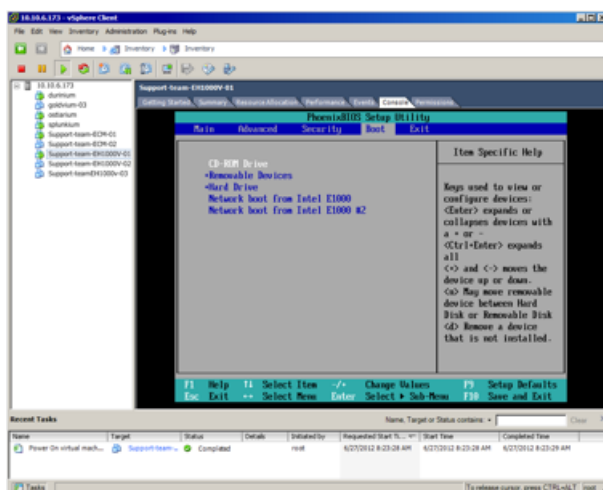 10.10.6.173 - vSphere Client
File Edit View Inventory Administration Plug-ins Help
Home Inventory Inventory
10.10.6.173
durinium
goldvium-03
osdarium
splunkium
Support-team-ECM-01
Support-team-ECM-02
Support-team-EH1000V-01
Support-team-EH1000V-02
Support-teamEH1000v-03
Support-team-EH1000V-01
Getting Started Summary Resource Allocation Performance Events Console Permissions
PhoenixBIOS Setup Utility
Main Advanced Security Boot Exit
CD-ROM Drive
+Removable Devices
+Hard Drive
Network boot from Intel E1000
Network boot from Intel E1000 #2
Item Specific Help
Keys used to view or
configure devices:
<Enter> expands or
collapses devices with
a + or -
<Ctrl+Enter> expands
all
<+> and <-> moves the
device up or down.
<n> May move removable
device between Hard
Disk or Removable Disk
<d> Remove a device
that is not installed.
F1 Help ↑↓ Select Item -/+ Change Values F9 Setup Defaults
Esc Exit ↔ Select Menu Enter Select ▶ Sub-Menu F10 Save and Exit
Recent Tasks
Name, Target or Status contains: Clear
Name Target Status Details Initiated by Requested Start Ti... Start Time Completed Time
Power On virtual mach... Support-team-... Completed root 6/27/2012 8:23:28 AM 6/27/2012 8:23:28 AM 6/27/2012 8:23:29 AM
Tasks To release cursor, press CTRL+ALT root